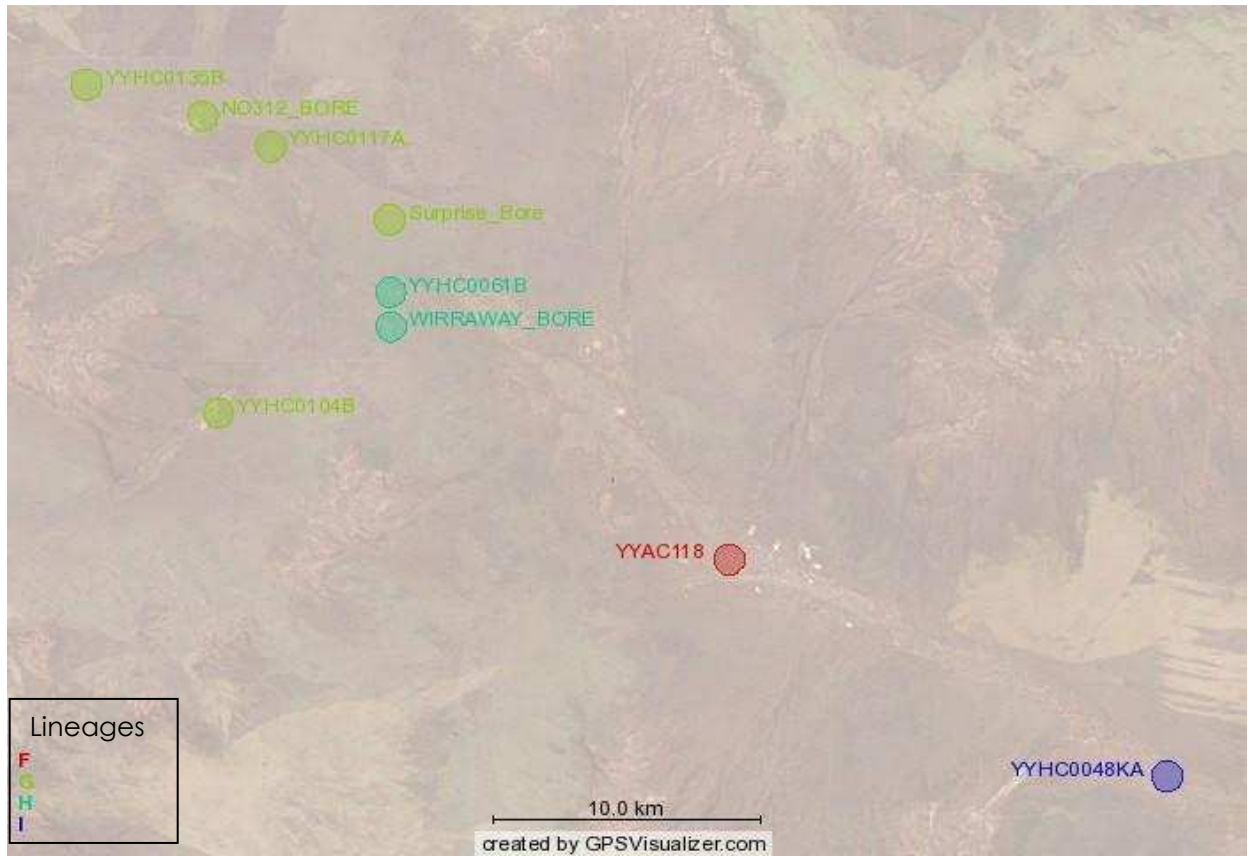 YYHC0135B
NO312_BORE
YYHC0117A
Surprise_Bore
YYHC0061B
WIRRAWAY_BORE
YYHC0104B
YYAC118
YYHC0048KA
Lineages
F
G
H
I
10.0 km
created by GPSVisualizer.com